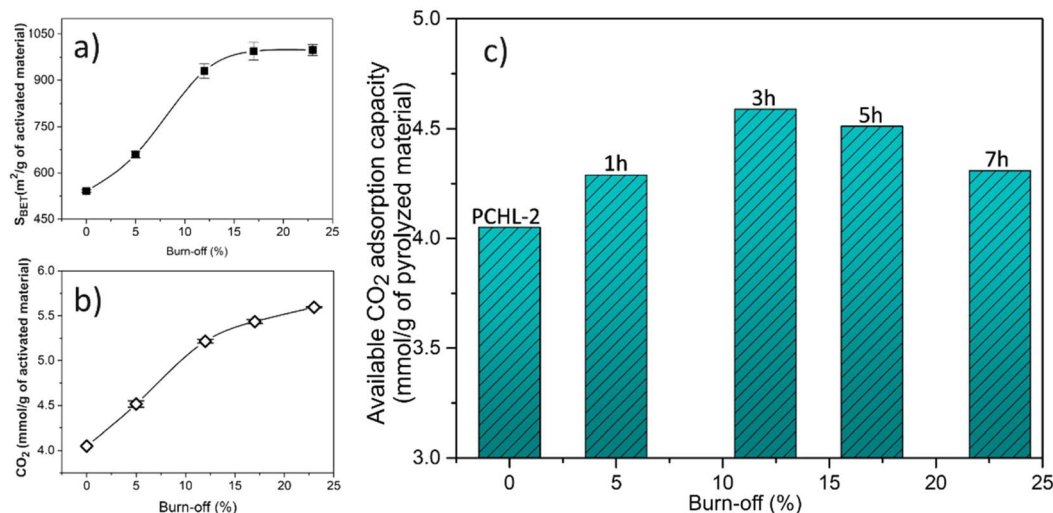 a)
S_BET(m²/g of activated material)
1050
900
750
600
450
0 5 10 15 20 25
Burn-off (%)
b)
CO₂ (mmol/g of activated material)
6.0
5.5
5.0
4.5
4.0
0 5 10 15 20 25
Burn-off (%)
c)
Available CO₂ adsorption capacity
(mmol/g of pyrolyzed material)
5.0
4.5
4.0
3.5
3.0
PCHL-2
1h
3h
5h
7h
0 5 10 15 20 25
Burn-off (%)